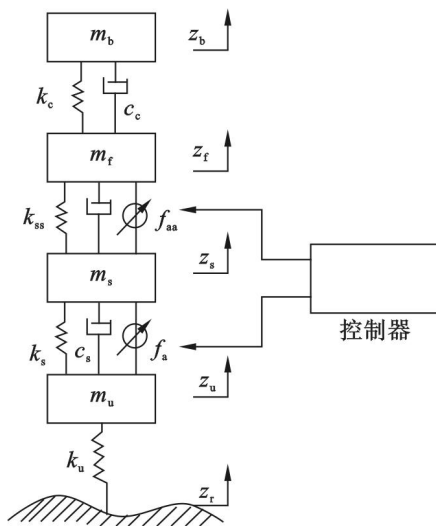 m_b
z_b
k_c
c_c
m_f
z_f
k_ss
f_aa
z_s
m_s
控制器
k_s
c_s
f_a
z_u
m_u
k_u
z_r